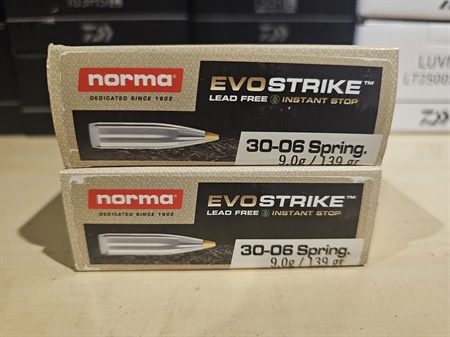 norma
DEDICATED SINCE 1902
EVOSTRIKE™
LEAD FREE INSTANT STOP
30-06 Spring.
9.0g / 139 gr
norma
DEDICATED SINCE 1902
EVOSTRIKE™
LEAD FREE INSTANT STOP
30-06 Spring.
9.0g / 139 gr
LUVI